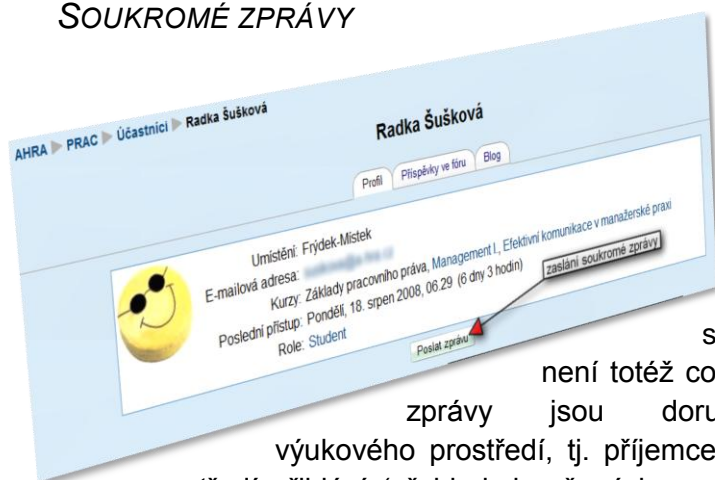 SOUKROMÉ ZPRÁVY
AHRA PRAC Účastníci Radka Šušková
Radka Šušková
Profil Příspěvky ve fóru Blog
Umístění: Frýdek-Místek
E-mailová adresa:
Kurzy: Základy pracovního práva, Management I., Efektivní komunikace v manažerské praxi
Poslední přístup: Pondělí, 18. srpen 2008, 06.29 (6 dny 3 hodin)
Role: Student
zaslání soukromé zprávy
Poslat zprávu
není totéž co
zprávy jsou doru
výukového prostředí, tj. příjemce